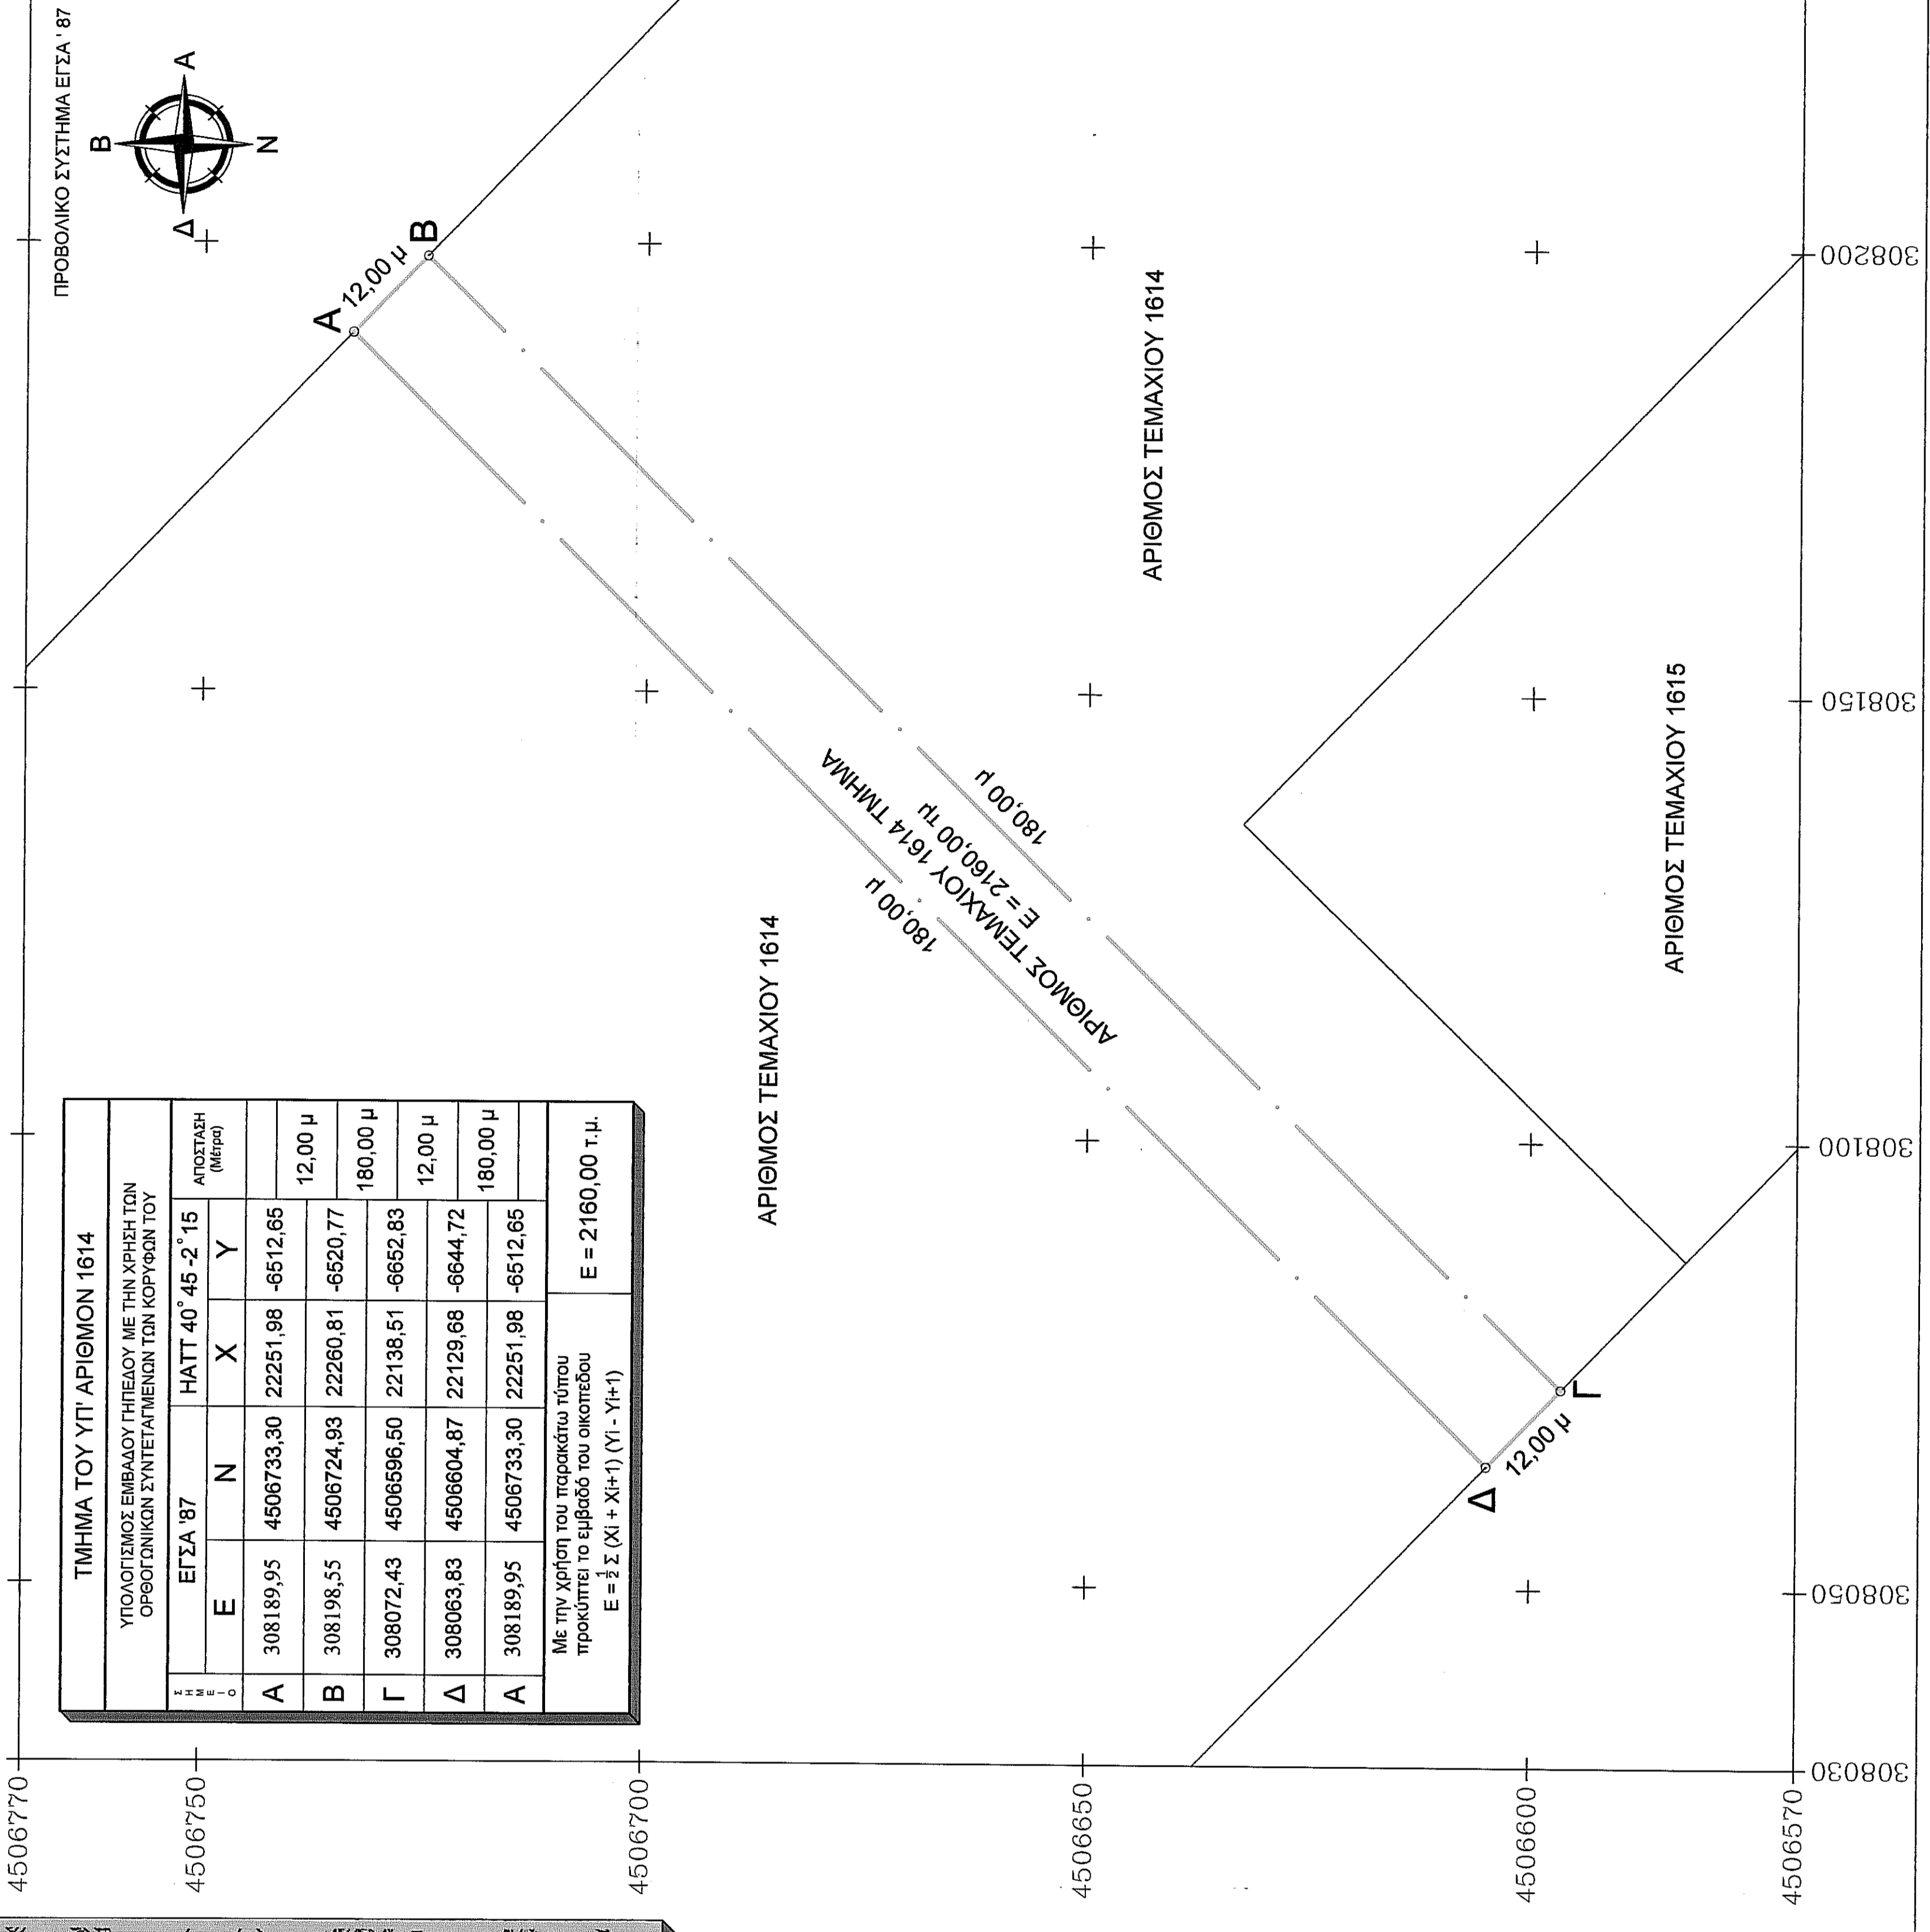 ΠΡΟΒΟΛΙΚΟ ΣΥΣΤΗΜΑ ΕΓΣΑ ' 87
Β
Δ Α
Ν
ΤΜΗΜΑ ΤΟΥ ΥΠ' ΑΡΙΘΜΟΝ 1614
ΥΠΟΛΟΓΙΣΜΟΣ ΕΜΒΑΔΟΥ ΓΗΠΕΔΟΥ ΜΕ ΤΗΝ ΧΡΗΣΗ ΤΩΝ
ΟΡΘΟΓΩΝΙΚΩΝ ΣΥΝΤΕΤΑΓΜΕΝΩΝ ΤΩΝ ΚΟΡΥΦΩΝ ΤΟΥ
ΣΗΜΕΙΟ ΕΓΣΑ '87 HATT 40° 45 -2° 15 ΑΠΟΣΤΑΣΗ
(Μέτρα)
E N X Y
Α 308189,95 4506733,30 22251,98 -6512,65
12,00 μ
Β 308198,55 4506724,93 22260,81 -6520,77
180,00 μ
Γ 308072,43 4506596,50 22138,51 -6652,83
12,00 μ
Δ 308063,83 4506604,87 22129,68 -6644,72
180,00 μ
Α 308189,95 4506733,30 22251,98 -6512,65
Με την χρήση του παρακάτω τύπου
προκύπτει το εμβαδό του οικοπεδου
E = ½ Σ (Xi + Xi+1) (Yi - Yi+1)
E = 2160,00 τ.μ.
Α
12,00 μ
Β
ΑΡΙΘΜΟΣ ΤΕΜΑΧΙΟΥ 1614
180,00 μ
ΑΡΙΘΜΟΣ ΤΕΜΑΧΙΟΥ 1614 ΤΜΗΜΑ
E = 2160,00 τμ
180,00 μ
ΑΡΙΘΜΟΣ ΤΕΜΑΧΙΟΥ 1614
ΑΡΙΘΜΟΣ ΤΕΜΑΧΙΟΥ 1615
Δ
12,00 μ
Γ
4506770
4506750
4506700
4506650
4506600
4506570
308030
308050
308100
308150
308200